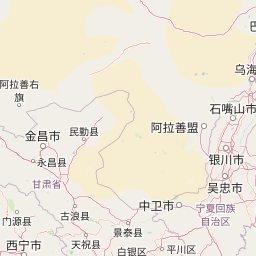 巴
乌海
阿拉善右
旗
石嘴山市
阿拉善盟
金昌市
民勤县
银川市
永昌县
甘肃省
吴忠市
中卫市
宁夏回族
自治区
古浪县
门源县
景泰县
西宁市
天祝县
白银区
平川区